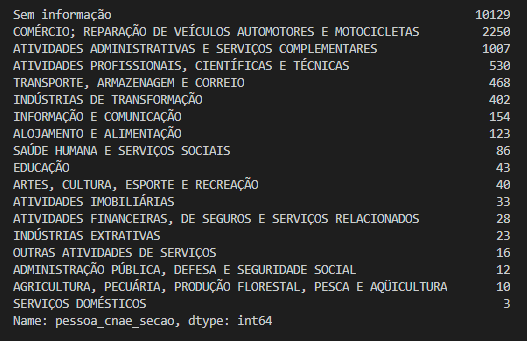 Sem informação 10129
COMÉRCIO; REPARAÇÃO DE VEÍCULOS AUTOMOTORES E MOTOCICLETAS 2250
ATIVIDADES ADMINISTRATIVAS E SERVIÇOS COMPLEMENTARES 1007
ATIVIDADES PROFISSIONAIS, CIENTÍFICAS E TÉCNICAS 530
TRANSPORTE, ARMAZENAGEM E CORREIO 468
INDÚSTRIAS DE TRANSFORMAÇÃO 402
INFORMAÇÃO E COMUNICAÇÃO 154
ALOJAMENTO E ALIMENTAÇÃO 123
SAÚDE HUMANA E SERVIÇOS SOCIAIS 86
EDUCAÇÃO 43
ARTES, CULTURA, ESPORTE E RECREAÇÃO 40
ATIVIDADES IMOBILIÁRIAS 33
ATIVIDADES FINANCEIRAS, DE SEGUROS E SERVIÇOS RELACIONADOS 28
INDÚSTRIAS EXTRATIVAS 23
OUTRAS ATIVIDADES DE SERVIÇOS 16
ADMINISTRAÇÃO PÚBLICA, DEFESA E SEGURIDADE SOCIAL 12
AGRICULTURA, PECUÁRIA, PRODUÇÃO FLORESTAL, PESCA E AQÜICULTURA 10
SERVIÇOS DOMÉSTICOS 3
Name: pessoa_cnae_secao, dtype: int64